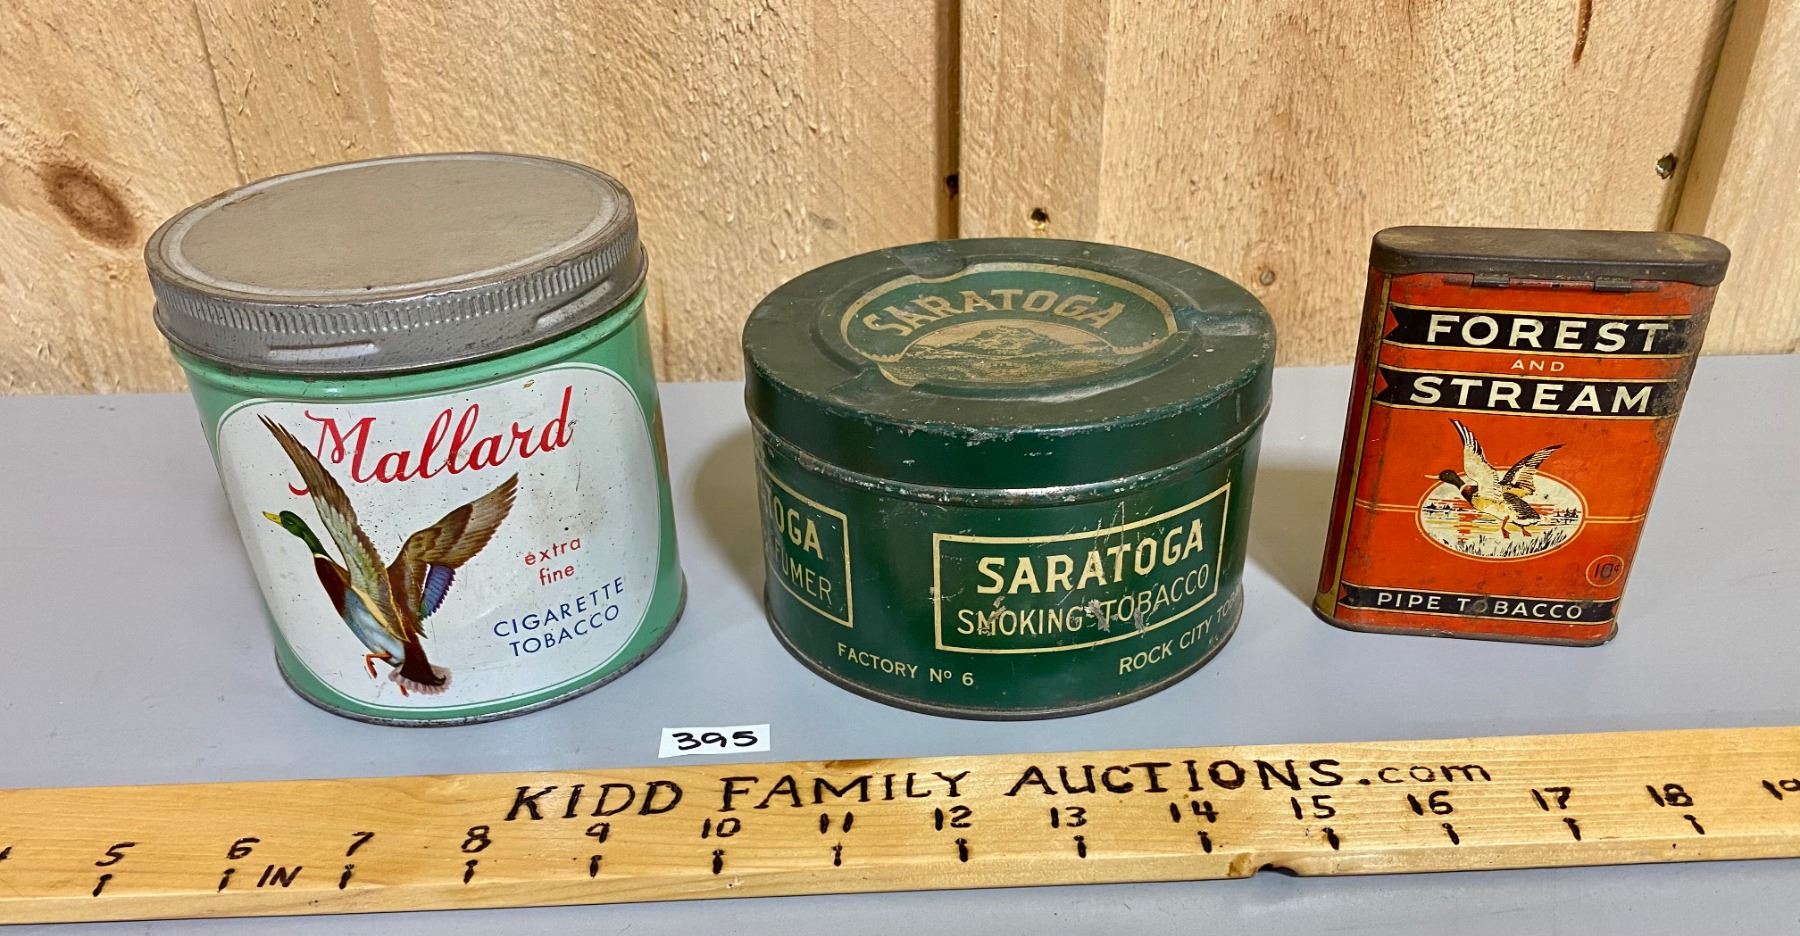 Mallard
extra
fine
CIGARETTE
TOBACCO
SARATOGA
SARATOGA
SMOKING TOBACCO
FACTORY Nº 6
ROCK CITY
FOREST
AND
STREAM
10¢
PIPE TOBACCO
395
KIDD FAMILY AUCTIONS.com
5 6 7 8 9 10 11 12 13 14 15 16 17 18 19
IN